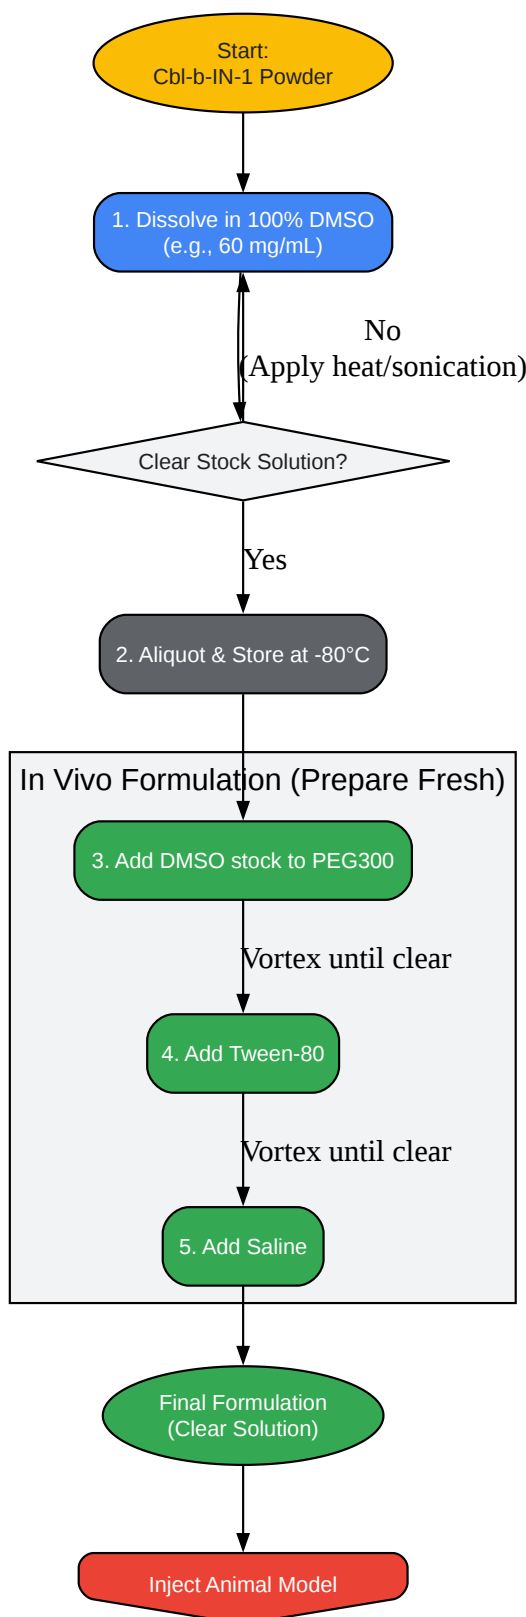 Start:
Cbl-b-IN-1 Powder
1. Dissolve in 100% DMSO
(e.g., 60 mg/mL)
No
(Apply heat/sonication)
Clear Stock Solution?
Yes
2. Aliquot & Store at -80°C
In Vivo Formulation (Prepare Fresh)
3. Add DMSO stock to PEG300
Vortex until clear
4. Add Tween-80
Vortex until clear
5. Add Saline
Final Formulation
(Clear Solution)
Inject Animal Model